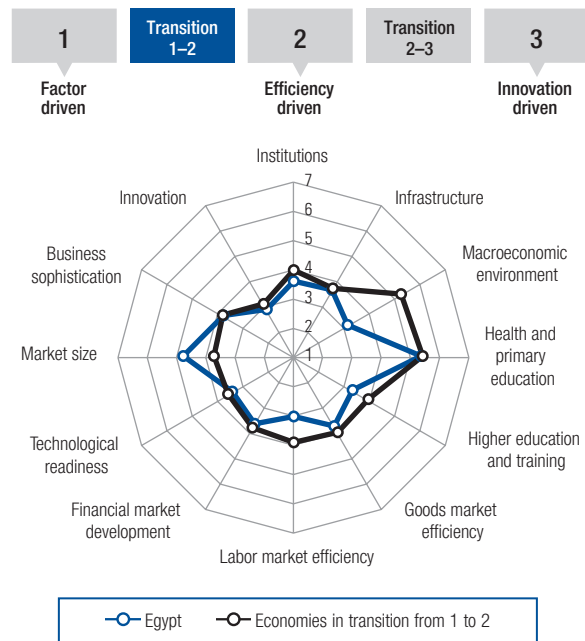 1
Transition
1–2
2
Transition
2–3
3
Factor
driven
Efficiency
driven
Innovation
driven
Institutions
7
6
5
4
3
2
1
Infrastructure
Macroeconomic
environment
Health and
primary
education
Higher education
and training
Goods market
efficiency
Labor market efficiency
Financial market
development
Technological
readiness
Market size
Business
sophistication
Innovation
Egypt
Economies in transition from 1 to 2